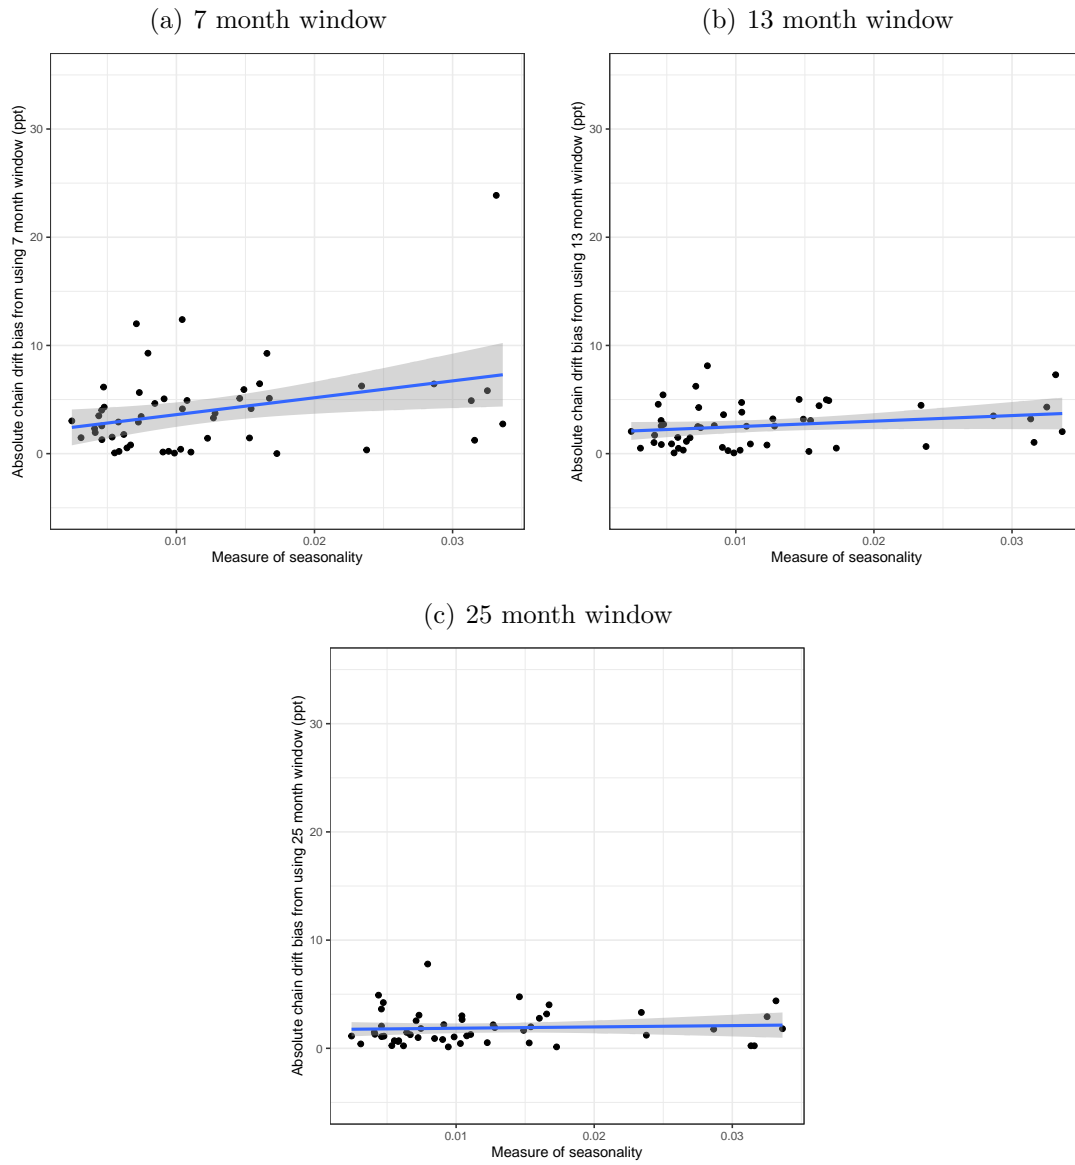 (a) 7 month window
Absolute chain drift bias from using 7 month window (ppt)
30
20
10
0
0.01
0.02
0.03
Measure of seasonality
(b) 13 month window
Absolute chain drift bias from using 13 month window (ppt)
30
20
10
0
0.01
0.02
0.03
Measure of seasonality
(c) 25 month window
Absolute chain drift bias from using 25 month window (ppt)
30
20
10
0
0.01
0.02
0.03
Measure of seasonality